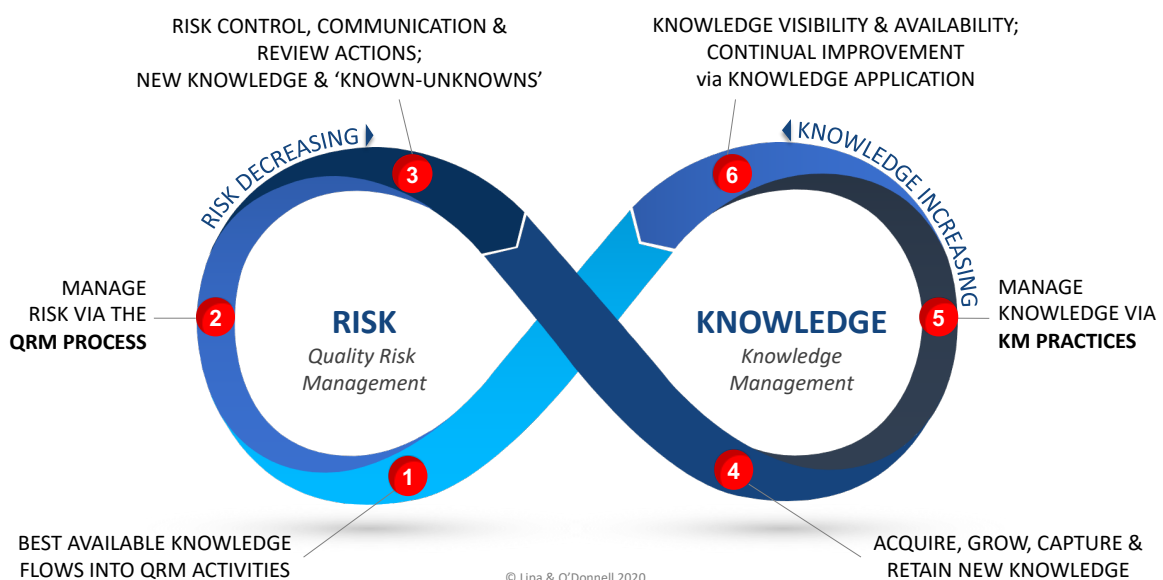 RISK CONTROL, COMMUNICATION &
REVIEW ACTIONS;
NEW KNOWLEDGE & ‘KNOWN-UNKNOWNS’
KNOWLEDGE VISIBILITY & AVAILABILITY;
CONTINUAL IMPROVEMENT
via KNOWLEDGE APPLICATION
RISK DECREASING
KNOWLEDGE INCREASING
3
6
MANAGE
RISK VIA THE
QRM PROCESS
2
RISK
Quality Risk
Management
KNOWLEDGE
Knowledge
Management
5
MANAGE
KNOWLEDGE VIA
KM PRACTICES
1
4
BEST AVAILABLE KNOWLEDGE
FLOWS INTO QRM ACTIVITIES
ACQUIRE, GROW, CAPTURE &
RETAIN NEW KNOWLEDGE
© Lipa & O’Donnell 2020